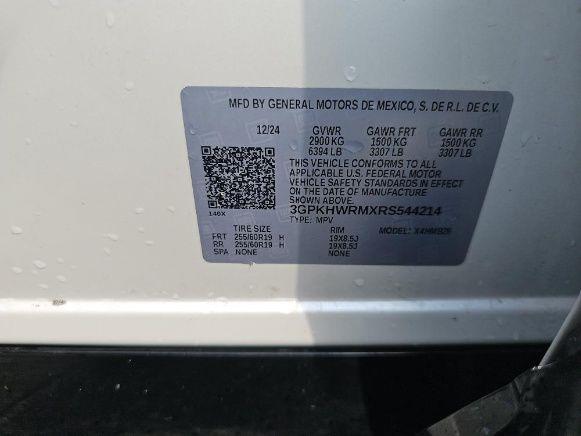 MFD BY GENERAL MOTORS DE MEXICO, S. DE R.L. DE C.V.
12/24 GVWR GAWR FRT GAWR RR
2900 KG 1500 KG 1500 KG
6394 LB 3307 LB 3307 LB
THIS VEHICLE CONFORMS TO ALL
APPLICABLE U.S. FEDERAL MOTOR
VEHICLE SAFETY STANDARDS IN EFFECT
ON THE DATE OF MANUFACTURE SHOWN ABOVE.
3GPKHWRMXRS544214
146X TYPE: MPV MODEL: X4HMB26
TIRE SIZE RIM
FRT 255/60R19 H 19X8.5J
RR 255/60R19 H 19X8.5J
SPA NONE NONE